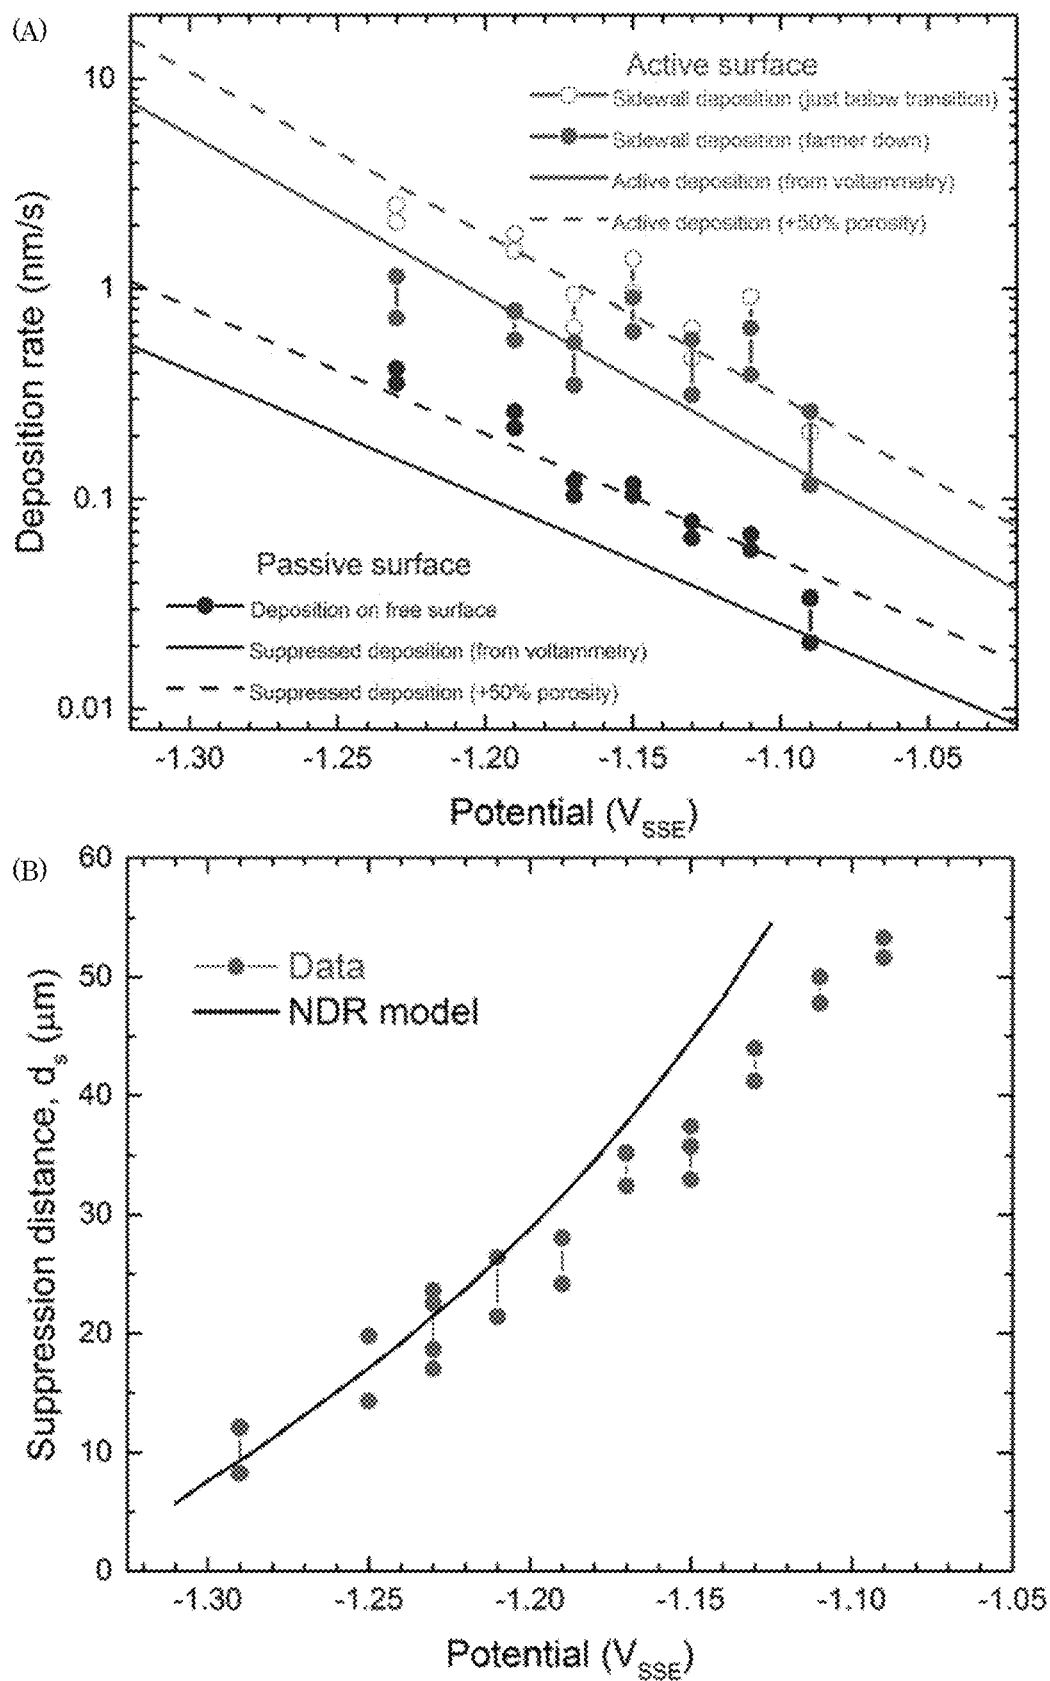 (A)
Active surface
Sidewall deposition (just below transition)
Sidewall deposition (farther down)
Active deposition (from voltammetry)
Active deposition (+50% porosity)
10
1
0.1
0.01
Deposition rate (nm/s)
Passive surface
Deposition on free surface
Suppressed deposition (from voltammetry)
Suppressed deposition (+50% porosity)
-1.30 -1.25 -1.20 -1.15 -1.10 -1.05
Potential (V_SSE)
(B)
60
50
40
30
20
10
0
Suppression distance, d_s (μm)
Data
NDR model
-1.30 -1.25 -1.20 -1.15 -1.10 -1.05
Potential (V_SSE)